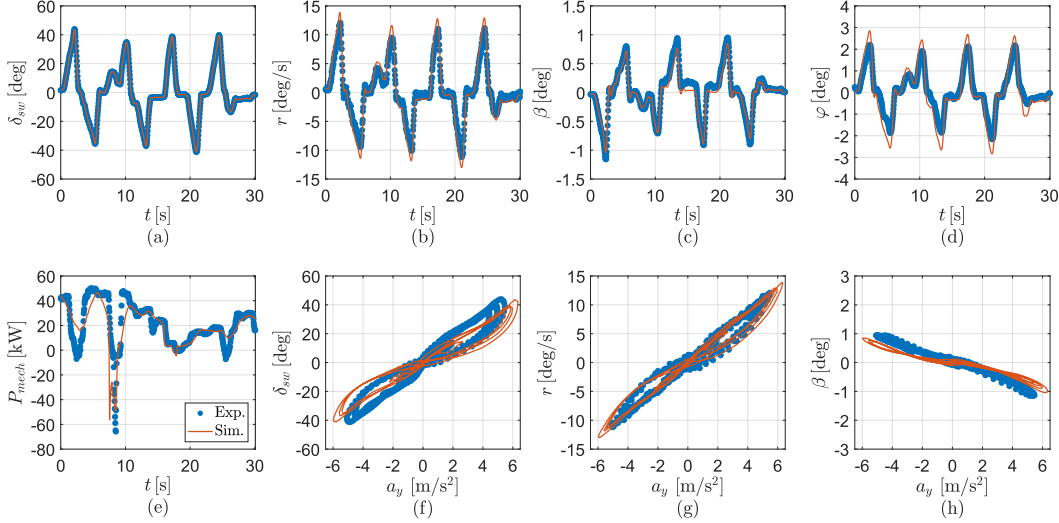 60
40
20
0
-20
-40
-60
δsw [deg]
0 10 20 30
t [s]
(a)
15
10
5
0
-5
-10
-15
r [deg/s]
0 10 20 30
t [s]
(b)
1.5
1
0.5
0
-0.5
-1
-1.5
β [deg]
0 10 20 30
t [s]
(c)
4
3
2
1
0
-1
-2
-3
-4
φ [deg]
0 10 20 30
t [s]
(d)
60
40
20
0
-20
-40
-60
-80
Pmech [kW]
Exp.
Sim.
0 10 20 30
t [s]
(e)
60
40
20
0
-20
-40
-60
δsw [deg]
-6 -4 -2 0 2 4 6
ay [m/s²]
(f)
15
10
5
0
-5
-10
-15
r [deg/s]
-6 -4 -2 0 2 4 6
ay [m/s²]
(g)
3
2
1
0
-1
-2
-3
β [deg]
-6 -4 -2 0 2 4 6
ay [m/s²]
(h)